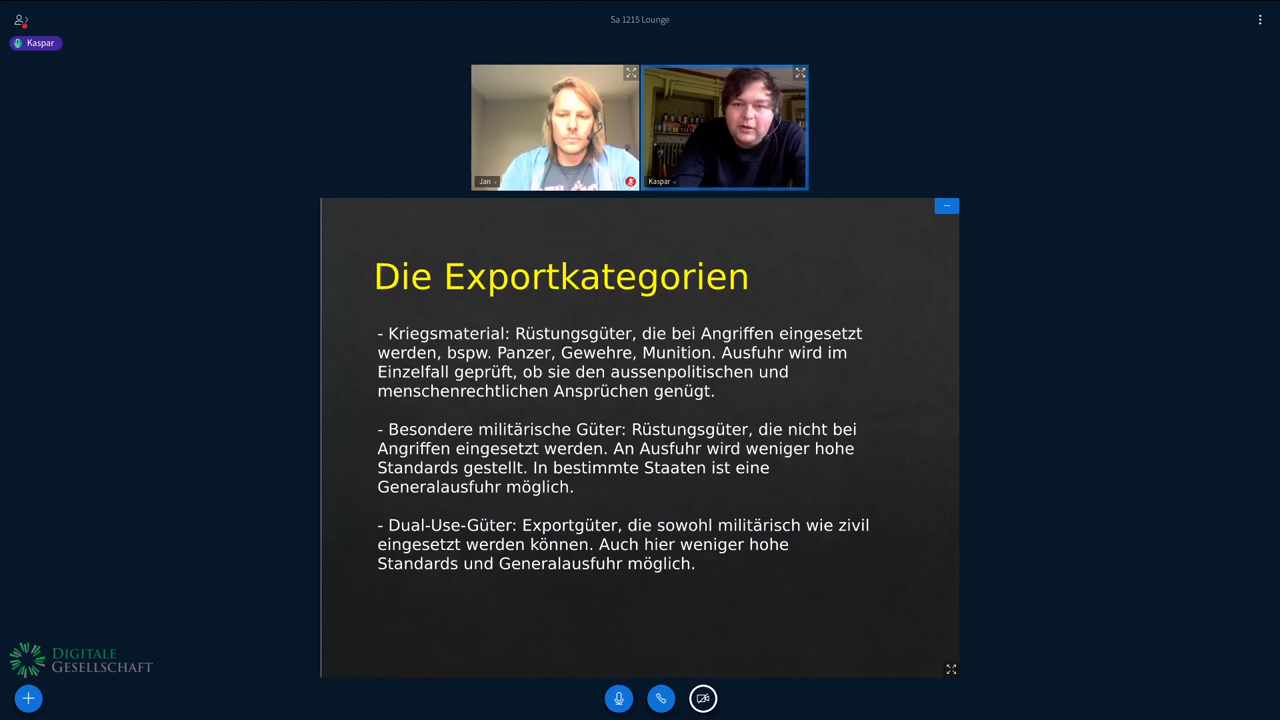 Sa 1215 Lounge
Kaspar
Jan
Kaspar
Die Exportkategorien
- Kriegsmaterial: Rüstungsgüter, die bei Angriffen eingesetzt
werden, bspw. Panzer, Gewehre, Munition. Ausfuhr wird im
Einzelfall geprüft, ob sie den aussenpolitischen und
menschenrechtlichen Ansprüchen genügt.
- Besondere militärische Güter: Rüstungsgüter, die nicht bei
Angriffen eingesetzt werden. An Ausfuhr wird weniger hohe
Standards gestellt. In bestimmte Staaten ist eine
Generalausfuhr möglich.
- Dual-Use-Güter: Exportgüter, die sowohl militärisch wie zivil
eingesetzt werden können. Auch hier weniger hohe
Standards und Generalausfuhr möglich.
DIGITALE
GESELLSCHAFT